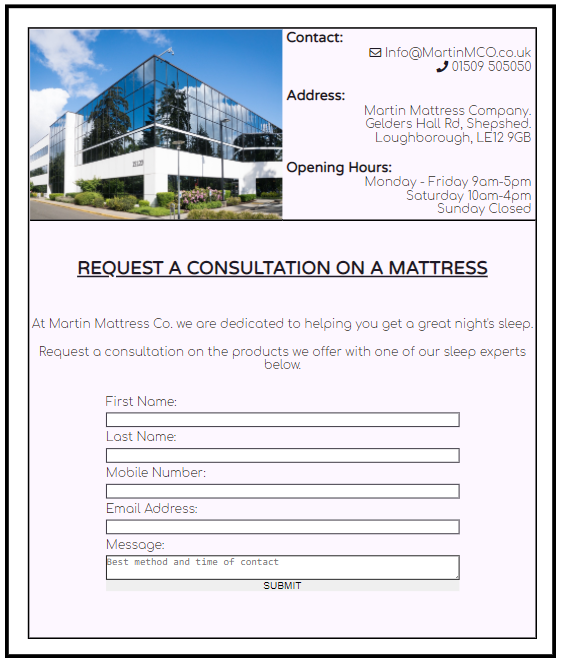 Contact:
Info@MartinMCO.co.uk
01509 505050
Address:
Martin Mattress Company.
Gelders Hall Rd, Shepshed.
Loughborough, LE12 9GB
Opening Hours:
Monday - Friday 9am-5pm
Saturday 10am-4pm
Sunday Closed
REQUEST A CONSULTATION ON A MATTRESS
At Martin Mattress Co. we are dedicated to helping you get a great night's sleep.
Request a consultation on the products we offer with one of our sleep experts
below.
First Name:
Last Name:
Mobile Number:
Email Address:
Message:
Best method and time of contact
SUBMIT